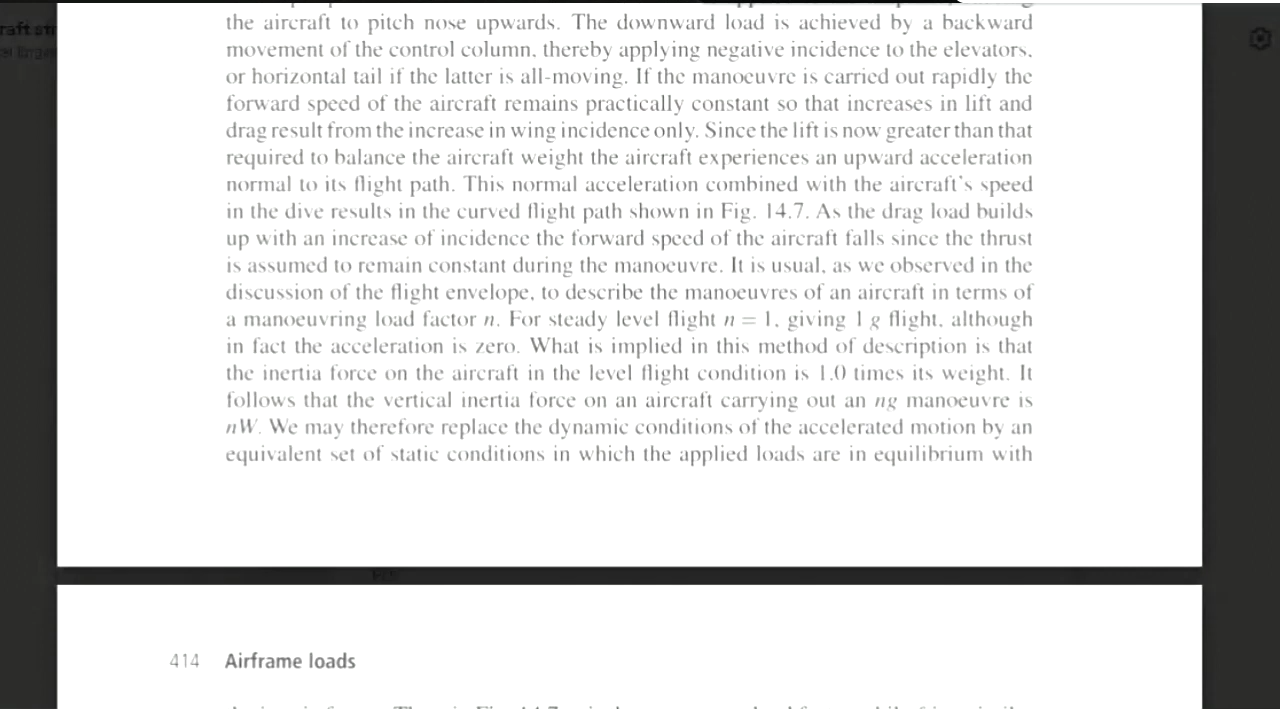 raft str
the aircraft to pitch nose upwards. The downward load is achieved by a backward
movement of the control column, thereby applying negative incidence to the elevators,
or horizontal tail if the latter is all-moving. If the manoeuvre is carried out rapidly the
forward speed of the aircraft remains practically constant so that increases in lift and
drag result from the increase in wing incidence only. Since the lift is now greater than that
required to balance the aircraft weight the aircraft experiences an upward acceleration
normal to its flight path. This normal acceleration combined with the aircraft's speed
in the dive results in the curved flight path shown in Fig. 14.7. As the drag load builds
up with an increase of incidence the forward speed of the aircraft falls since the thrust
is assumed to remain constant during the manoeuvre. It is usual, as we observed in the
discussion of the flight envelope, to describe the manoeuvres of an aircraft in terms of
a manoeuvring load factor n. For steady level flight n = 1, giving 1 g flight, although
in fact the acceleration is zero. What is implied in this method of description is that
the inertia force on the aircraft in the level flight condition is 1.0 times its weight. It
follows that the vertical inertia force on an aircraft carrying out an ng manoeuvre is
nW. We may therefore replace the dynamic conditions of the accelerated motion by an
equivalent set of static conditions in which the applied loads are in equilibrium with
414 Airframe loads